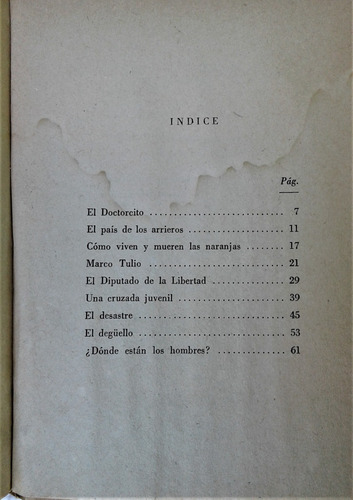 INDICE
Pág.
El Doctorcito 7
El país de los arrieros 11
Cómo viven y mueren las naranjas 17
Marco Tulio 21
El Diputado de la Libertad 29
Una cruzada juvenil 39
El desastre 45
El degüello 53
¿Dónde están los hombres? 61